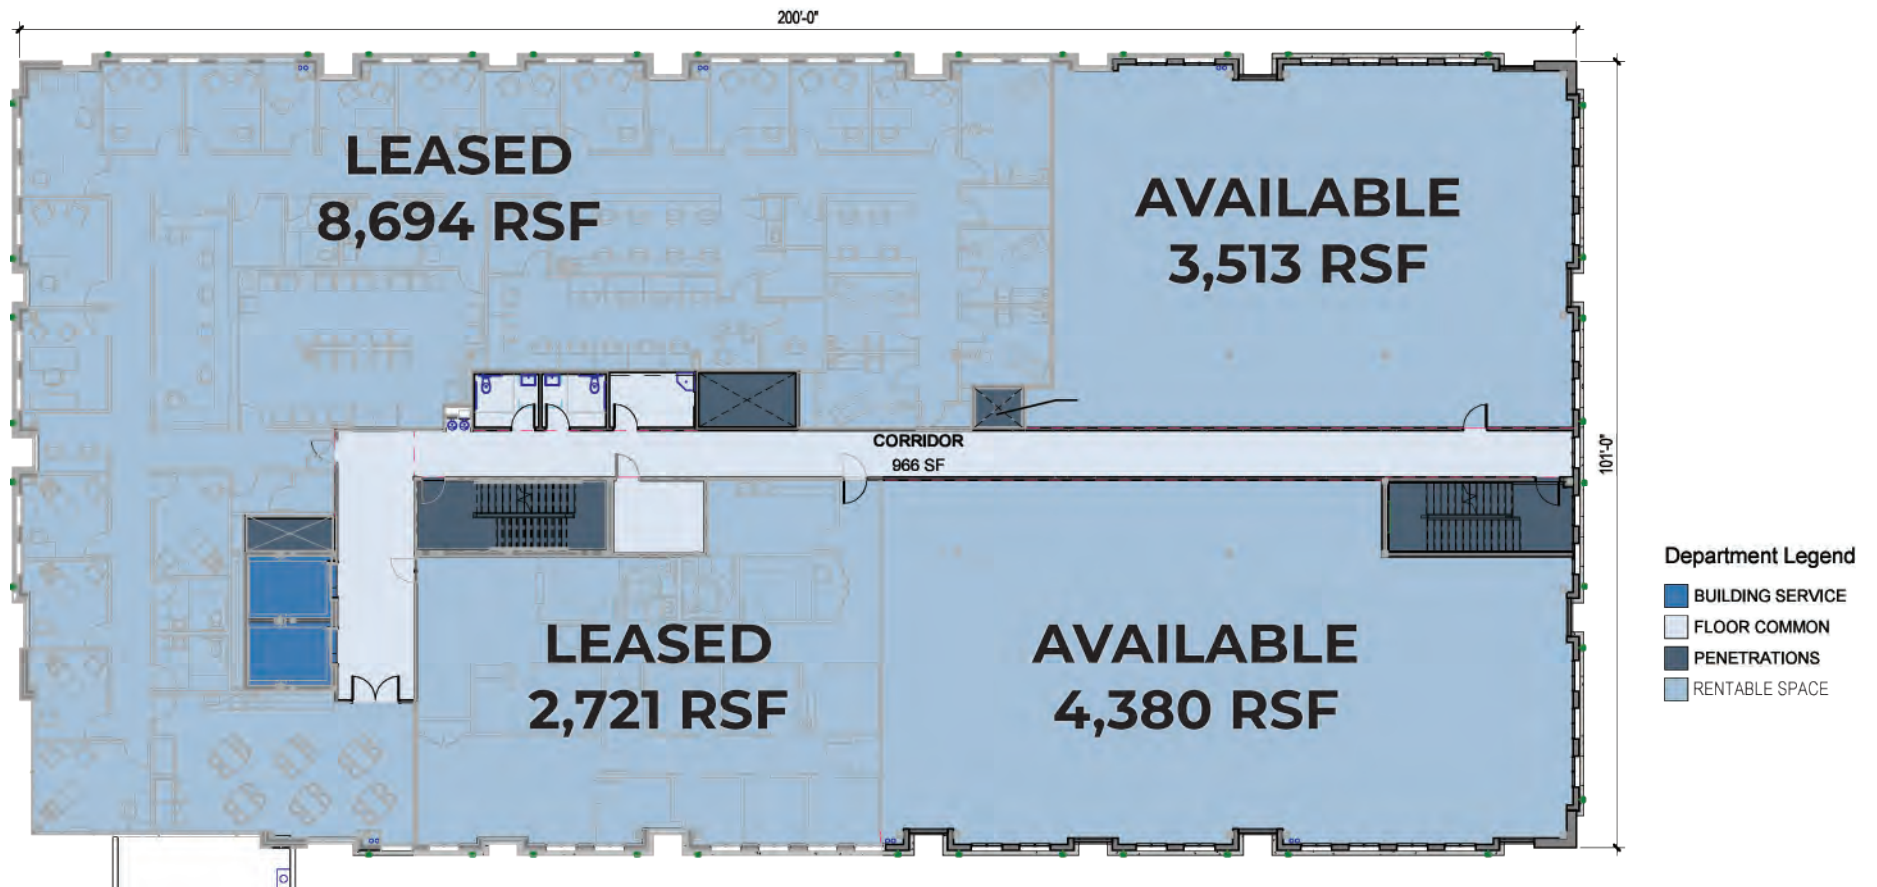 200'-0"
LEASED
8,694 RSF
AVAILABLE
3,513 RSF
CORRIDOR
966 SF
101'-0"
LEASED
2,721 RSF
AVAILABLE
4,380 RSF
Department Legend
BUILDING SERVICE
FLOOR COMMON
PENETRATIONS
RENTABLE SPACE